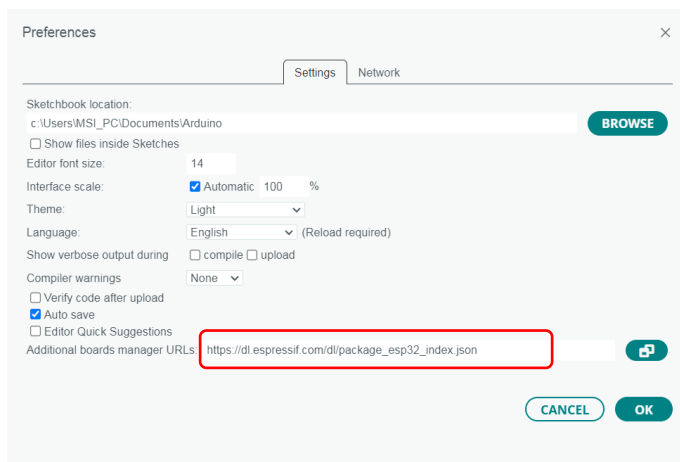 Preferences
Settings Network
Sketchbook location:
c:\Users\MSI_PC\Documents\Arduino
BROWSE
Show files inside Sketches
Editor font size: 14
Interface scale: Automatic 100 %
Theme: Light
Language: English (Reload required)
Show verbose output during compile upload
Compiler warnings None
Verify code after upload
Auto save
Editor Quick Suggestions
Additional boards manager URLs: https://dl.espressif.com/dl/package_esp32_index.json
CANCEL OK